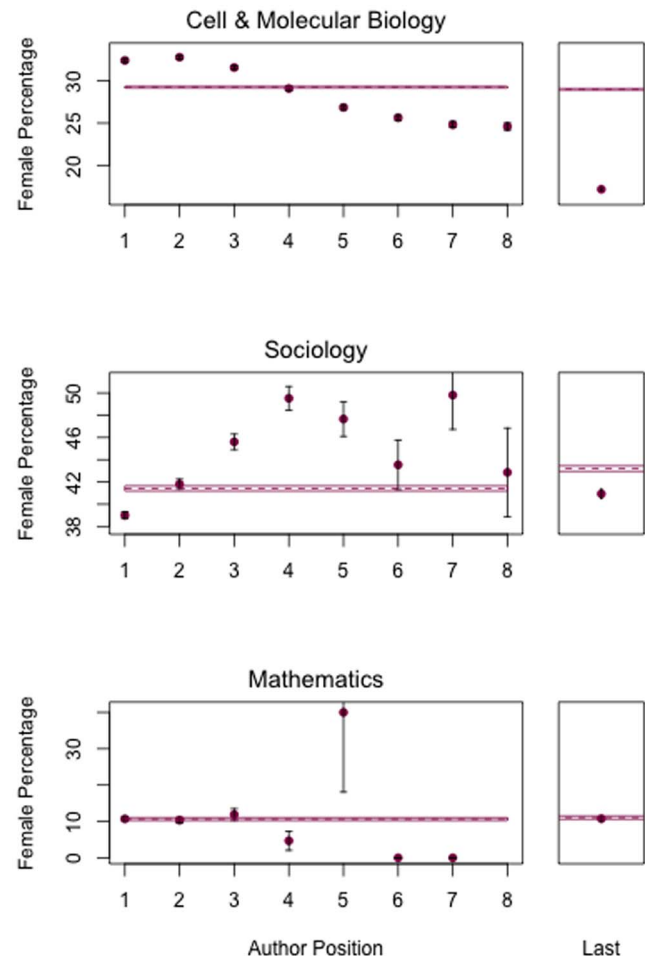 Cell & Molecular Biology
Female Percentage
30
25
20
1 2 3 4 5 6 7 8
Sociology
Female Percentage
50
46
42
38
1 2 3 4 5 6 7 8
Mathematics
Female Percentage
30
10
0
1 2 3 4 5 6 7 8
Author Position Last